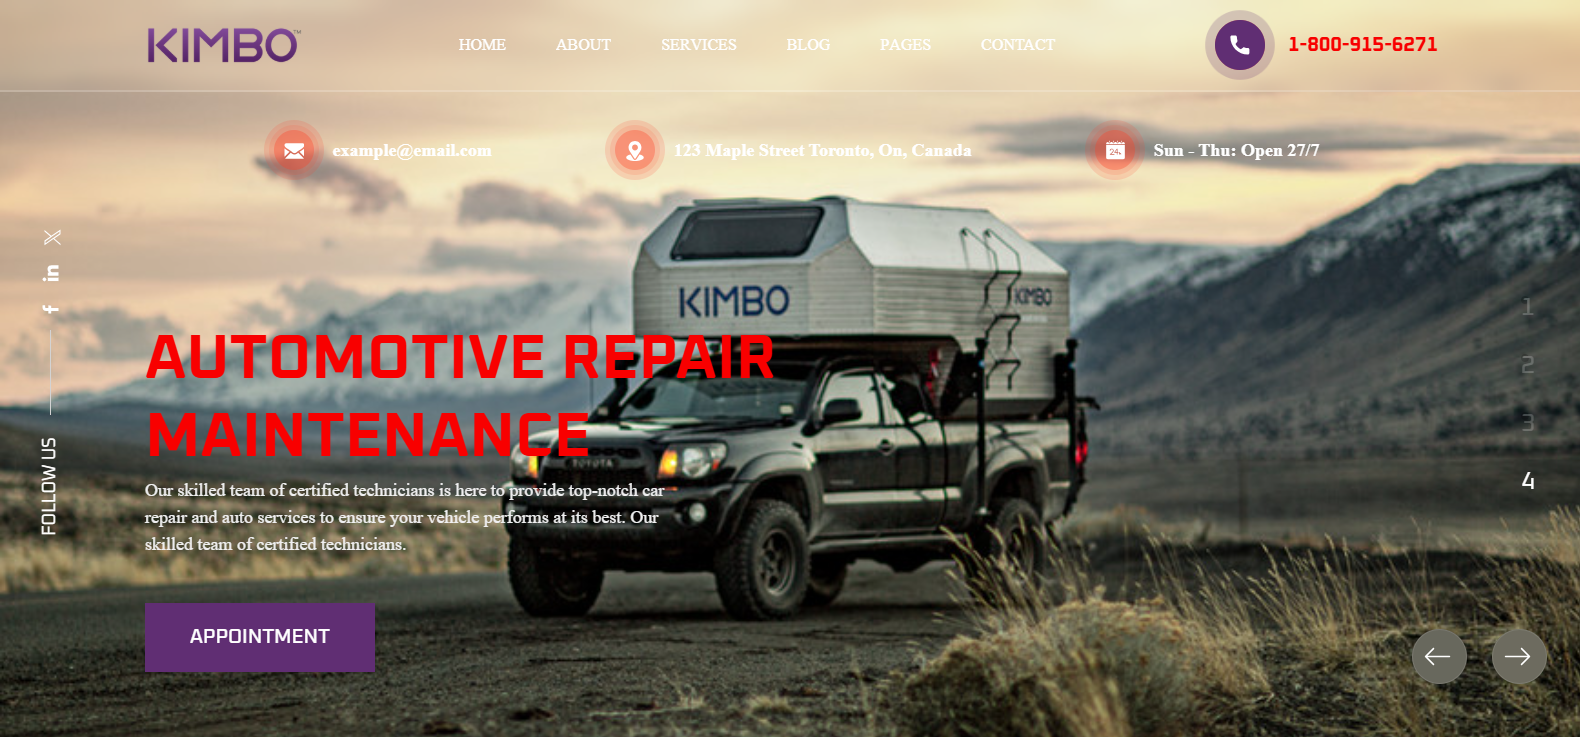 KIMBO™
HOME ABOUT SERVICES BLOG PAGES CONTACT
1-800-915-6271
example@email.com
123 Maple Street Toronto, On, Canada
24
Sun - Thu: Open 27/7
KIMBO
KIMBO
AUTOMOTIVE REPAIR
MAINTENANCE
TOYOTA
Our skilled team of certified technicians is here to provide top-notch car
repair and auto services to ensure your vehicle performs at its best. Our
skilled team of certified technicians.
APPOINTMENT
FOLLOW US
f
in
X
1
2
3
4